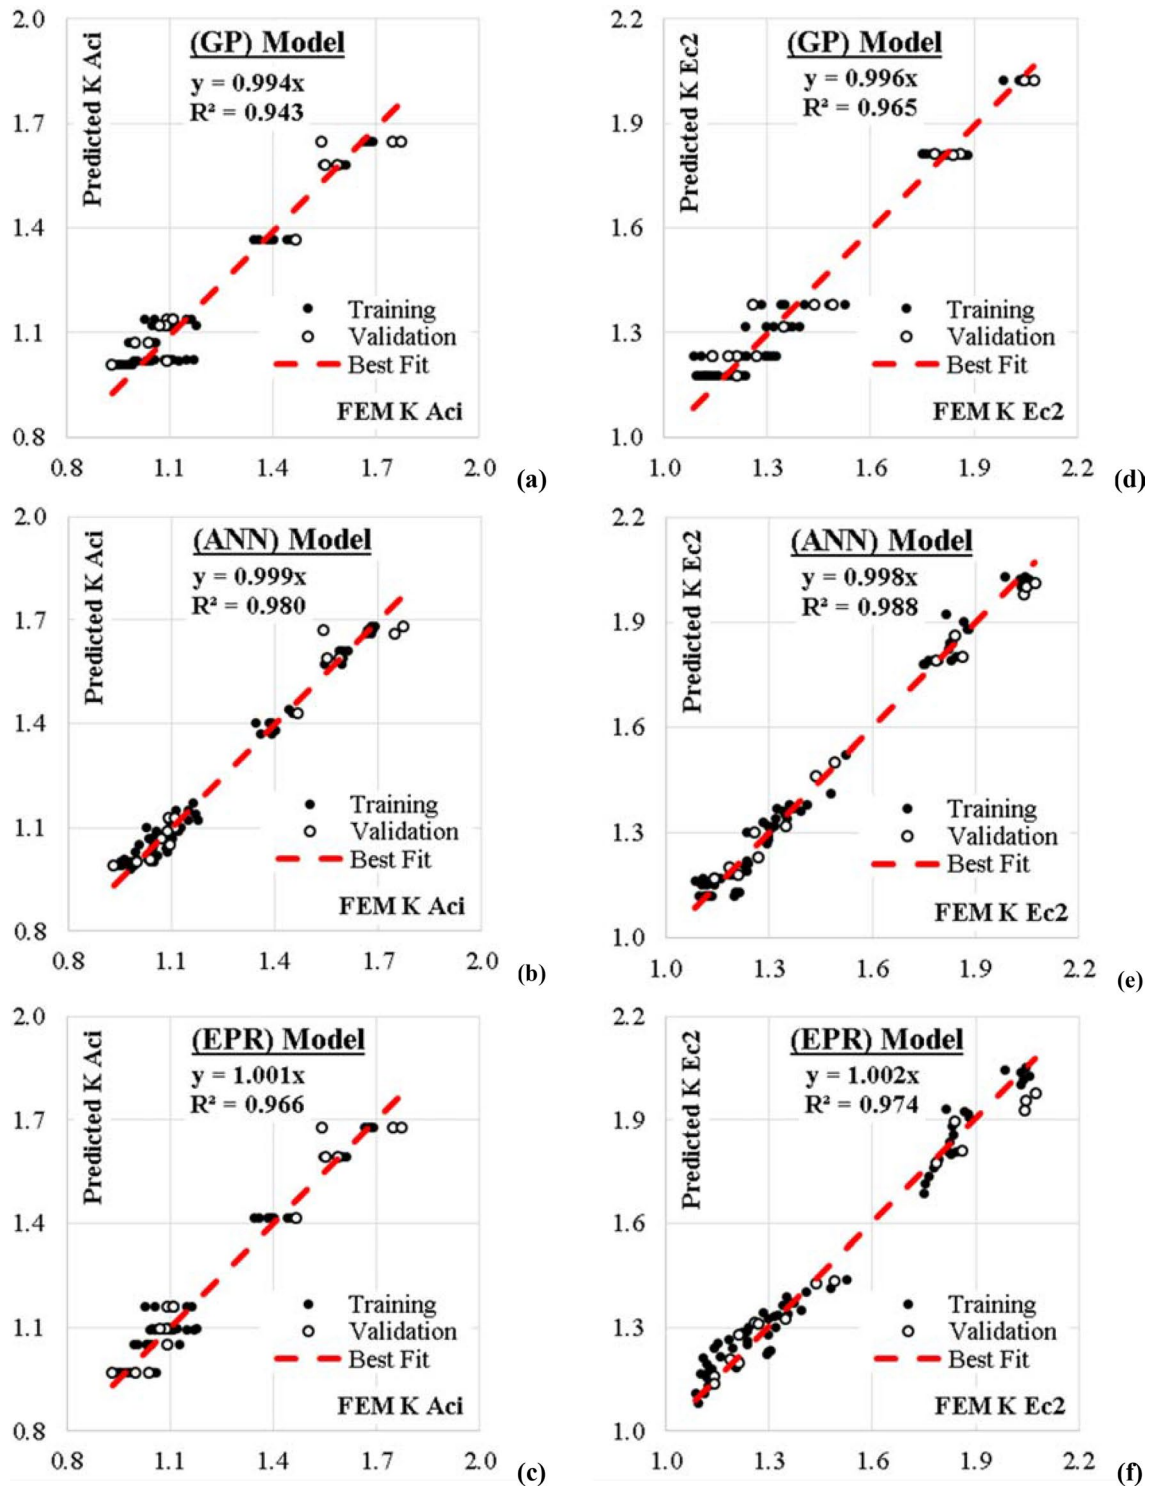 2.0
(GP) Model
y = 0.994x
R² = 0.943
Predicted K Aci
1.7
1.4
1.1
0.8
Training
Validation
Best Fit
FEM K Aci
0.8 1.1 1.4 1.7 2.0
(a)
2.2
(GP) Model
y = 0.996x
R² = 0.965
Predicted K Ec2
1.9
1.6
1.3
1.0
Training
Validation
Best Fit
FEM K Ec2
1.0 1.3 1.6 1.9 2.2
(d)
2.0
(ANN) Model
y = 0.999x
R² = 0.980
Predicted K Aci
1.7
1.4
1.1
0.8
Training
Validation
Best Fit
FEM K Aci
0.8 1.1 1.4 1.7 2.0
(b)
2.2
(ANN) Model
y = 0.998x
R² = 0.988
Predicted K Ec2
1.9
1.6
1.3
1.0
Training
Validation
Best Fit
FEM K Ec2
1.0 1.3 1.6 1.9 2.2
(e)
2.0
(EPR) Model
y = 1.001x
R² = 0.966
Predicted K Aci
1.7
1.4
1.1
0.8
Training
Validation
Best Fit
FEM K Aci
0.8 1.1 1.4 1.7 2.0
(c)
2.2
(EPR) Model
y = 1.002x
R² = 0.974
Predicted K Ec2
1.9
1.6
1.3
1.0
Training
Validation
Best Fit
FEM K Ec2
1.0 1.3 1.6 1.9 2.2
(f)